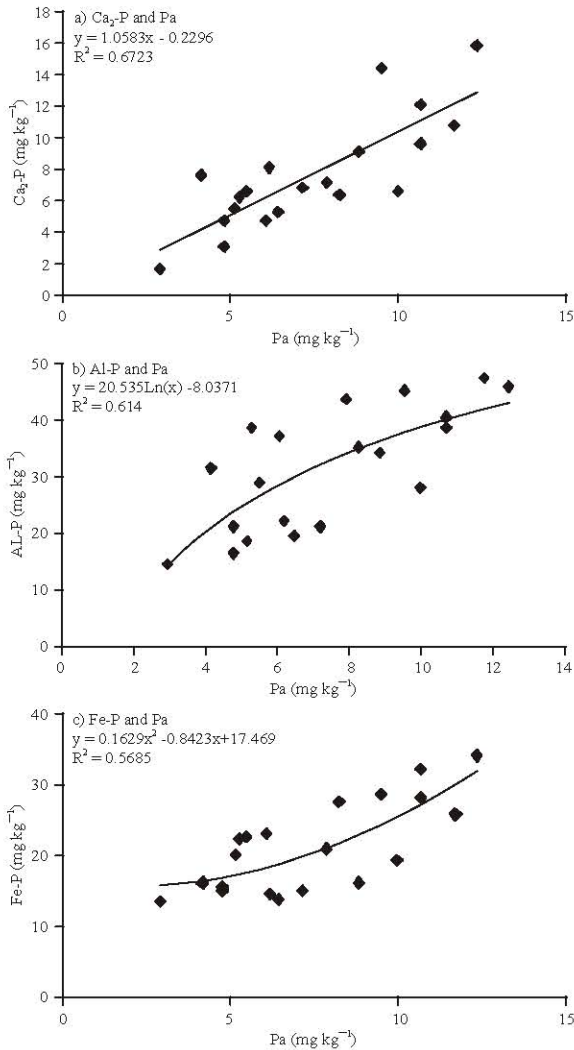 a) Ca₂-P and Pa
y = 1.0583x - 0.2296
R² = 0.6723
Ca₂-P (mg kg⁻¹)
18
16
14
12
10
8
6
4
2
0
0 5 10 15
Pa (mg kg⁻¹)
b) Al-P and Pa
y = 20.535Ln(x) -8.0371
R² = 0.614
AL-P (mg kg⁻¹)
50
40
30
20
10
0
0 2 4 6 8 10 12 14
Pa (mg kg⁻¹)
c) Fe-P and Pa
y = 0.1629x² -0.8423x+17.469
R² = 0.5685
Fe-P (mg kg⁻¹)
40
30
20
10
0
0 5 10 15
Pa (mg kg⁻¹)